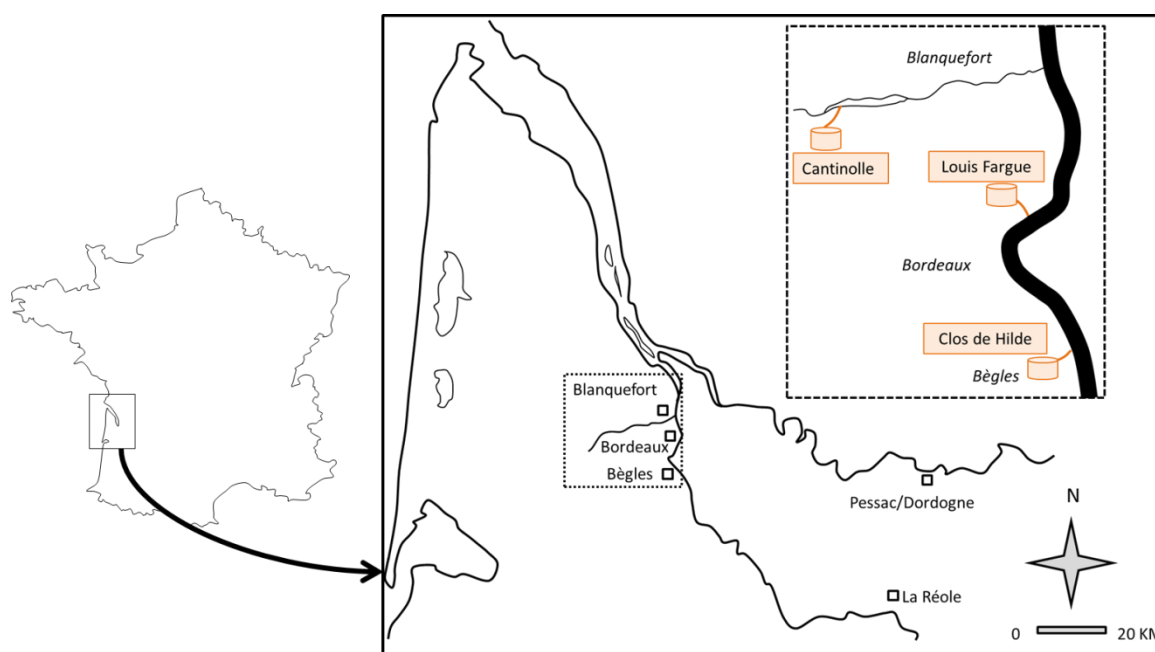 Blanquefort
Cantinolle
Louis Fargue
Bordeaux
Clos de Hilde
Bègles
Blanquefort
Bordeaux
Bègles
Pessac/Dordogne
La Réole
N
0
20 KM